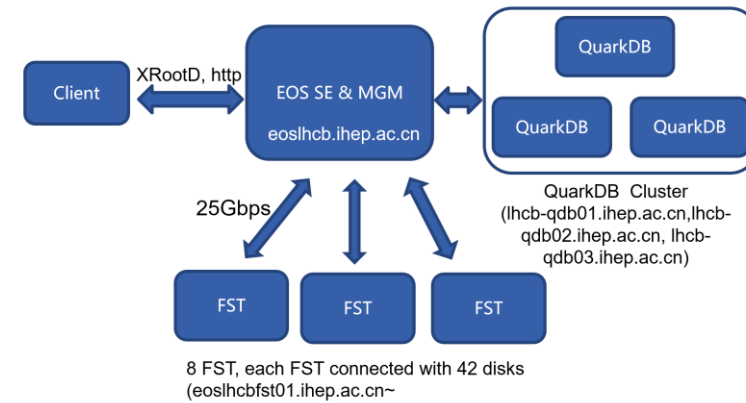 QuarkDB
XRootD, http
Client
EOS SE & MGM
eoslhcb.ihep.ac.cn
QuarkDB
QuarkDB
25Gbps
QuarkDB Cluster
(lhcb-qdb01.ihep.ac.cn,lhcb-
qdb02.ihep.ac.cn, lhcb-
qdb03.ihep.ac.cn)
FST
FST
FST
8 FST, each FST connected with 42 disks
(eoslhcbfst01.ihep.ac.cn~